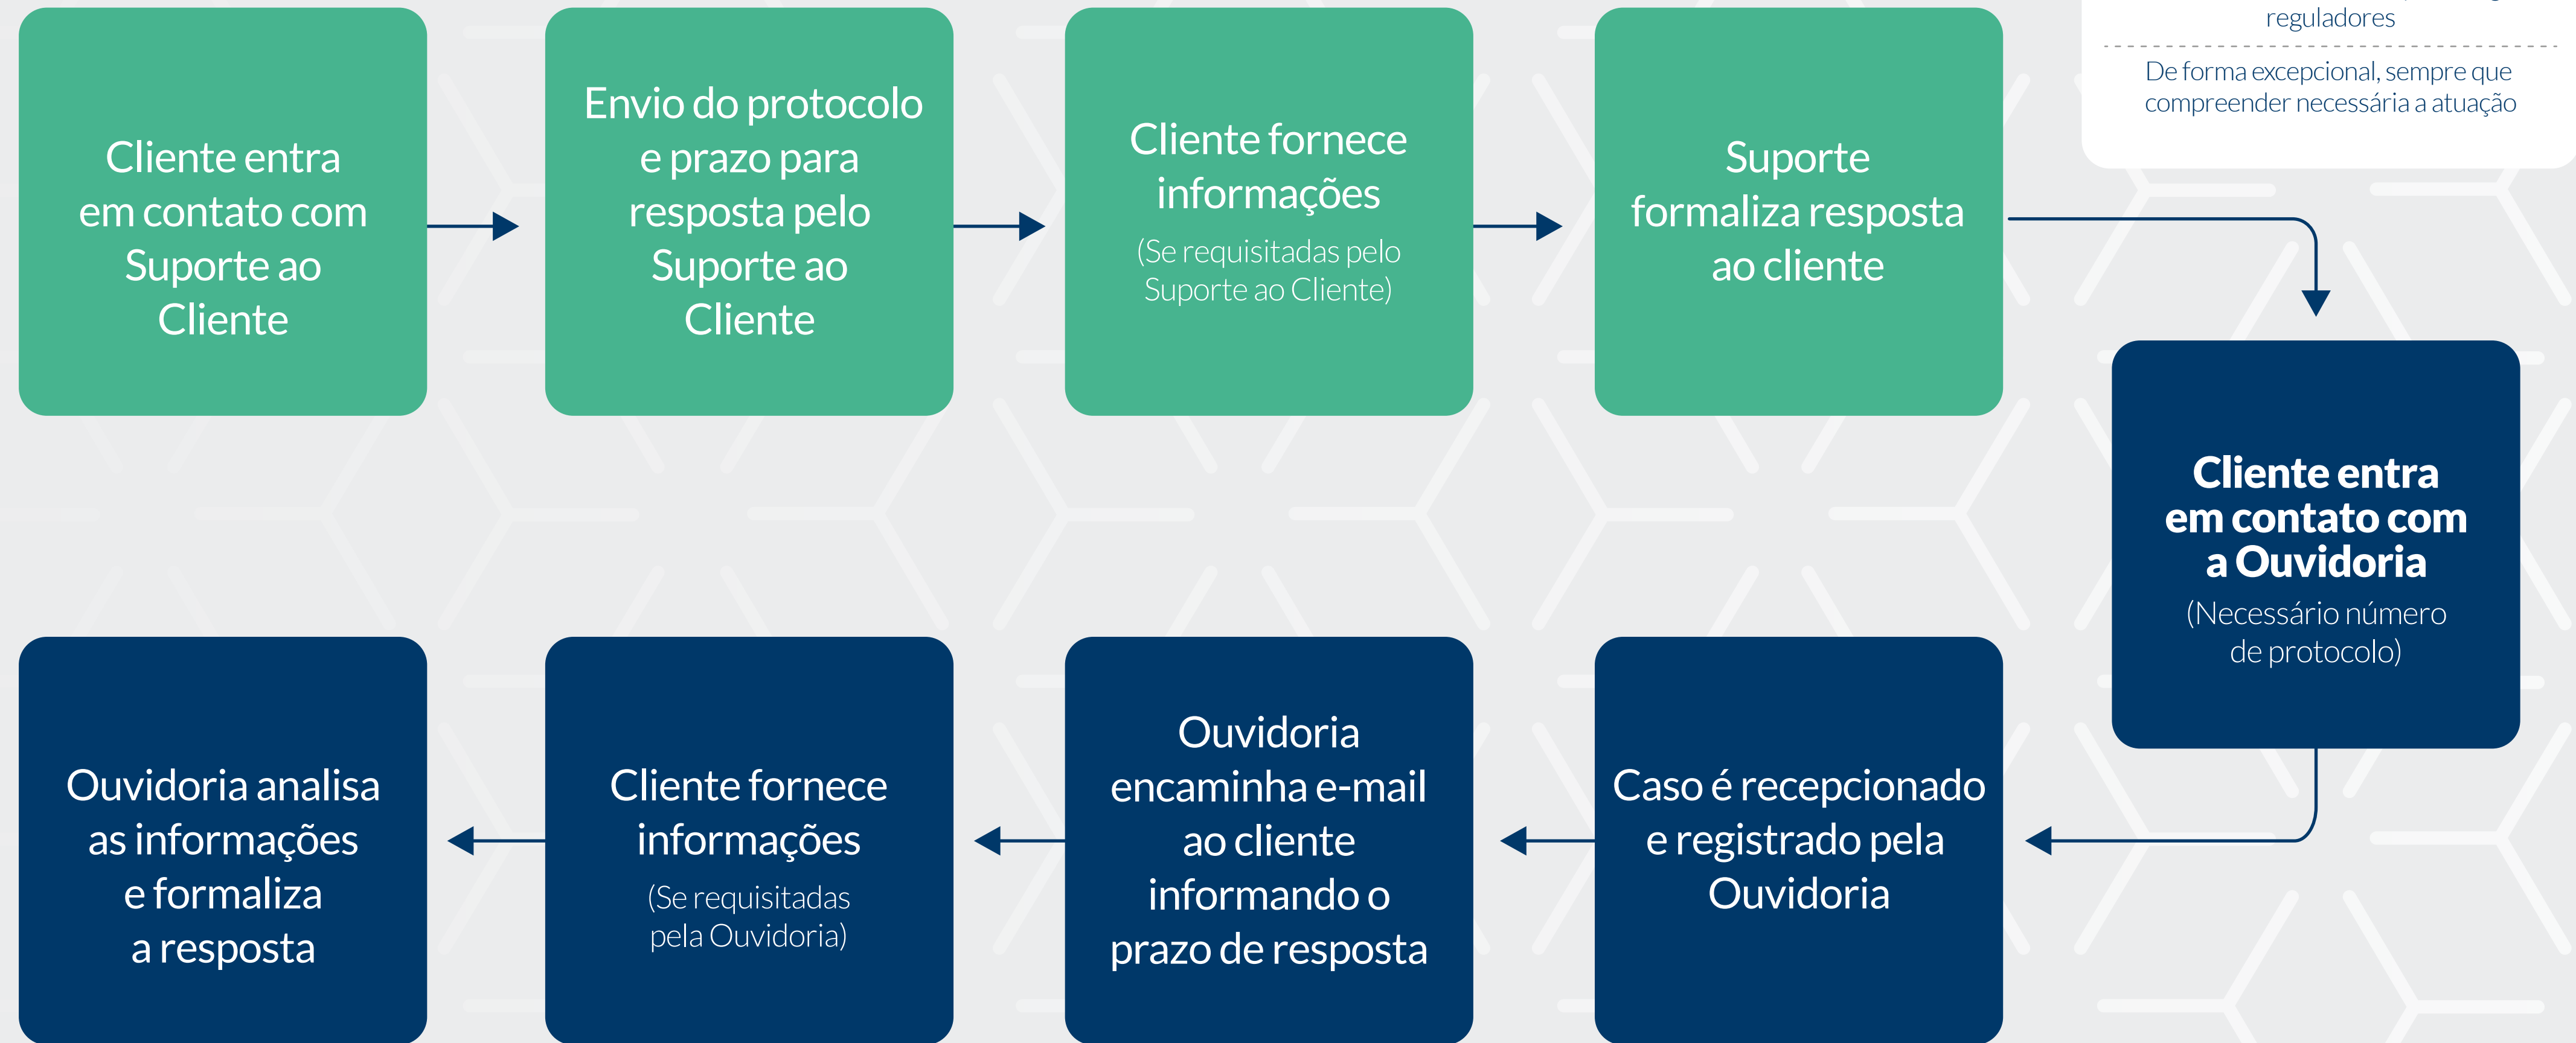 reguladores
De forma excepcional, sempre que
compreender necessária a atuação
Cliente entra
em contato com
Suporte ao
Cliente
Envio do protocolo
e prazo para
resposta pelo
Suporte ao
Cliente
Cliente fornece
informações
(Se requisitadas pelo
Suporte ao Cliente)
Suporte
formaliza resposta
ao cliente
Cliente entra
em contato com
a Ouvidoria
(Necessário número
de protocolo)
Caso é recepcionado
e registrado pela
Ouvidoria
Ouvidoria
encaminha e-mail
ao cliente
informando o
prazo de resposta
Cliente fornece
informações
(Se requisitadas
pela Ouvidoria)
Ouvidoria analisa
as informações
e formaliza
a resposta